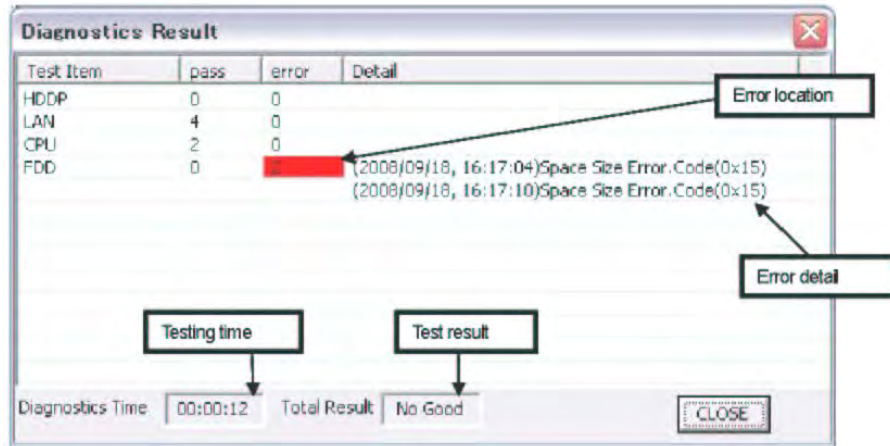 Diagnostics Result
Test Item pass error Detail
HDDP 0 0
LAN 4 0
CPU 2 0
FDD 0 (2008/09/18, 16:17:04)Space Size Error.Code(0x15)
(2008/09/18, 16:17:10)Space Size Error.Code(0x15)
Error location
Error detail
Testing time
Test result
Diagnostics Time 00:00:12 Total Result No Good CLOSE